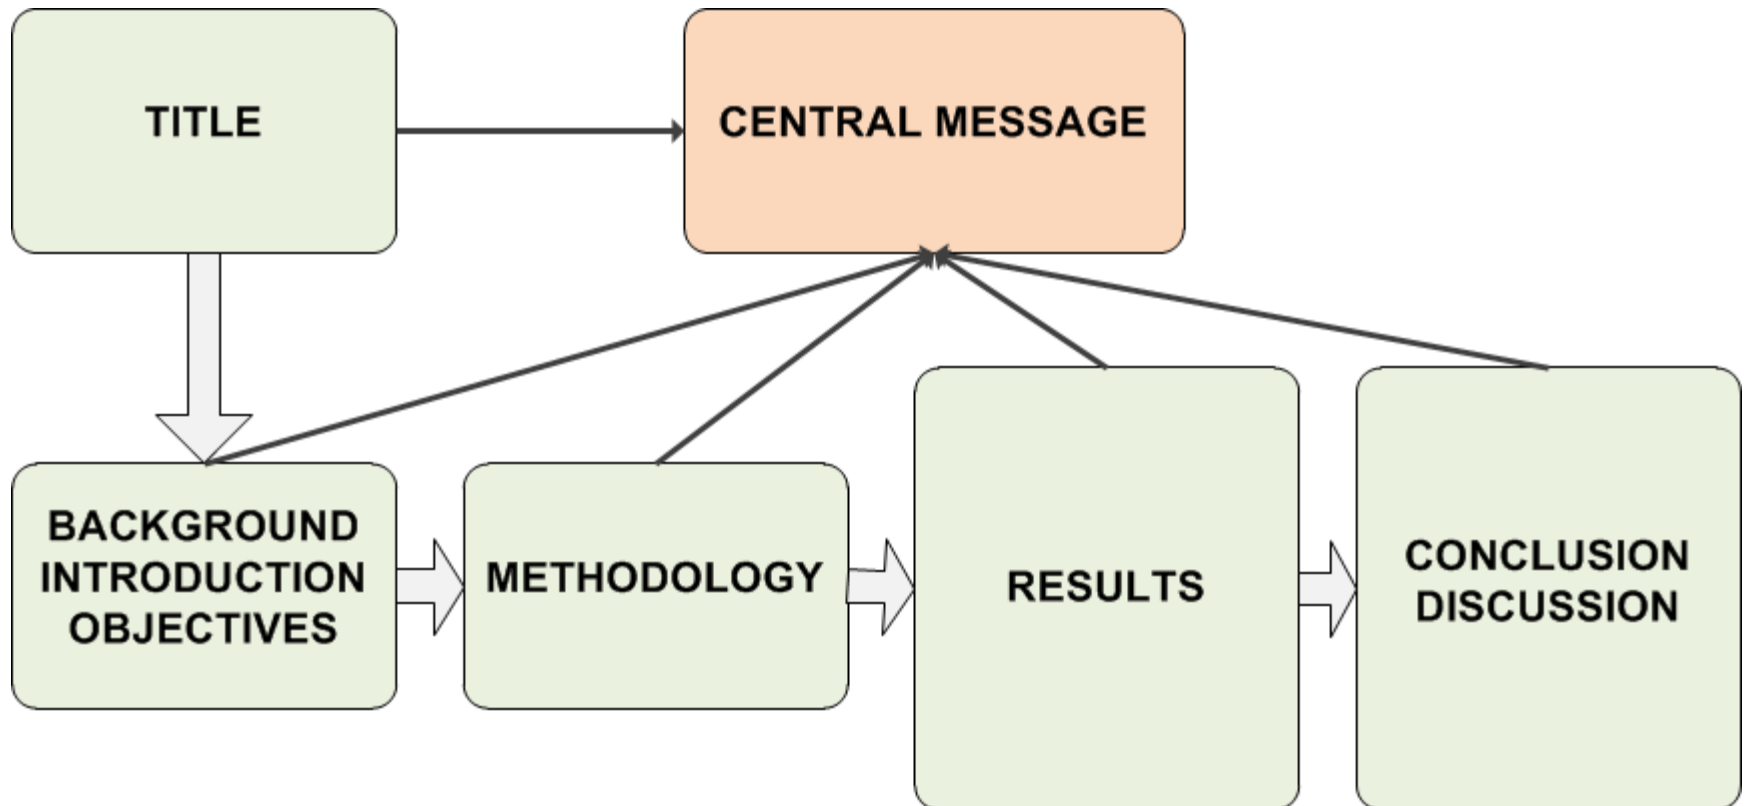 TITLE
CENTRAL MESSAGE
BACKGROUND
INTRODUCTION
OBJECTIVES
METHODOLOGY
RESULTS
CONCLUSION
DISCUSSION